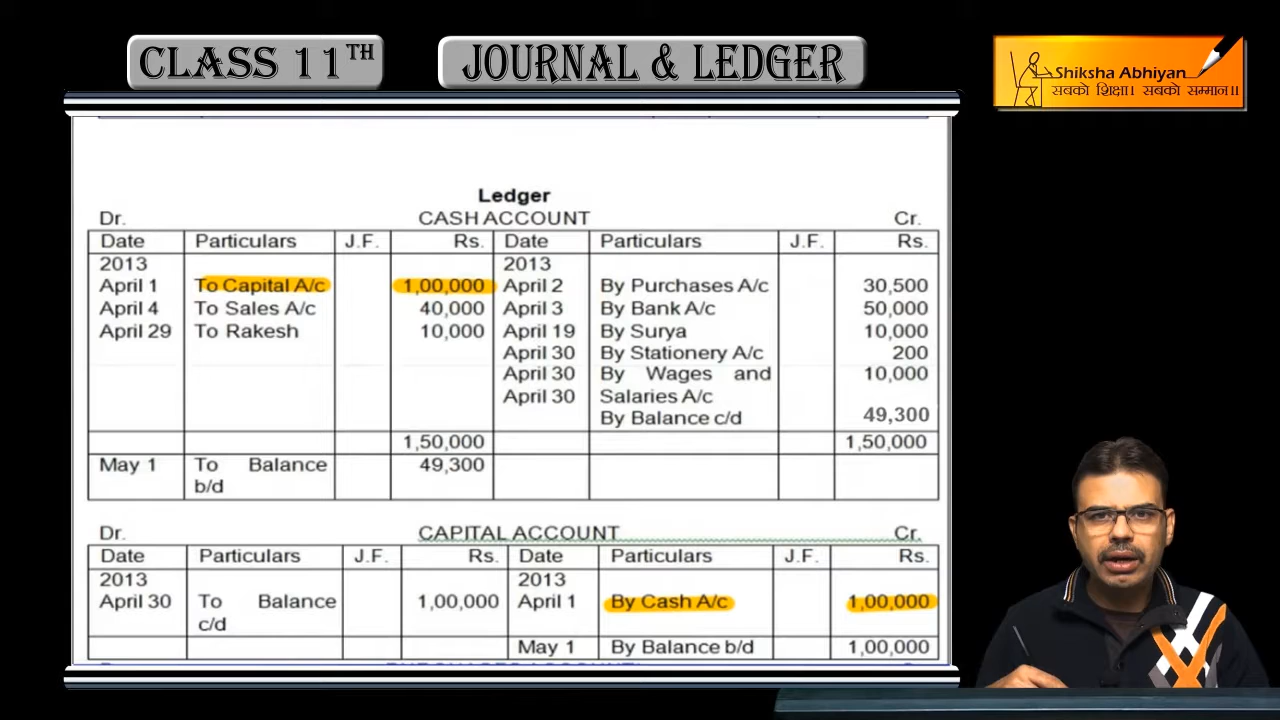 CLASS 11TH
JOURNAL & LEDGER
Shiksha Abhiyan
सबको शिक्षा। सबको सम्मान॥
Ledger
Dr. CASH ACCOUNT Cr.
Date Particulars J.F. Rs. Date Particulars J.F. Rs.
2013 2013
April 1 To Capital A/c 1,00,000 April 2 By Purchases A/c 30,500
April 4 To Sales A/c 40,000 April 3 By Bank A/c 50,000
April 29 To Rakesh 10,000 April 19 By Surya 10,000
April 30 By Stationery A/c 200
April 30 By Wages and 10,000
April 30 Salaries A/c
By Balance c/d 49,300
1,50,000 1,50,000
May 1 To Balance 49,300
b/d
Dr. CAPITAL ACCOUNT Cr.
Date Particulars J.F. Rs. Date Particulars J.F. Rs.
2013 2013
April 30 To Balance 1,00,000 April 1 By Cash A/c 1,00,000
c/d
May 1 By Balance b/d 1,00,000